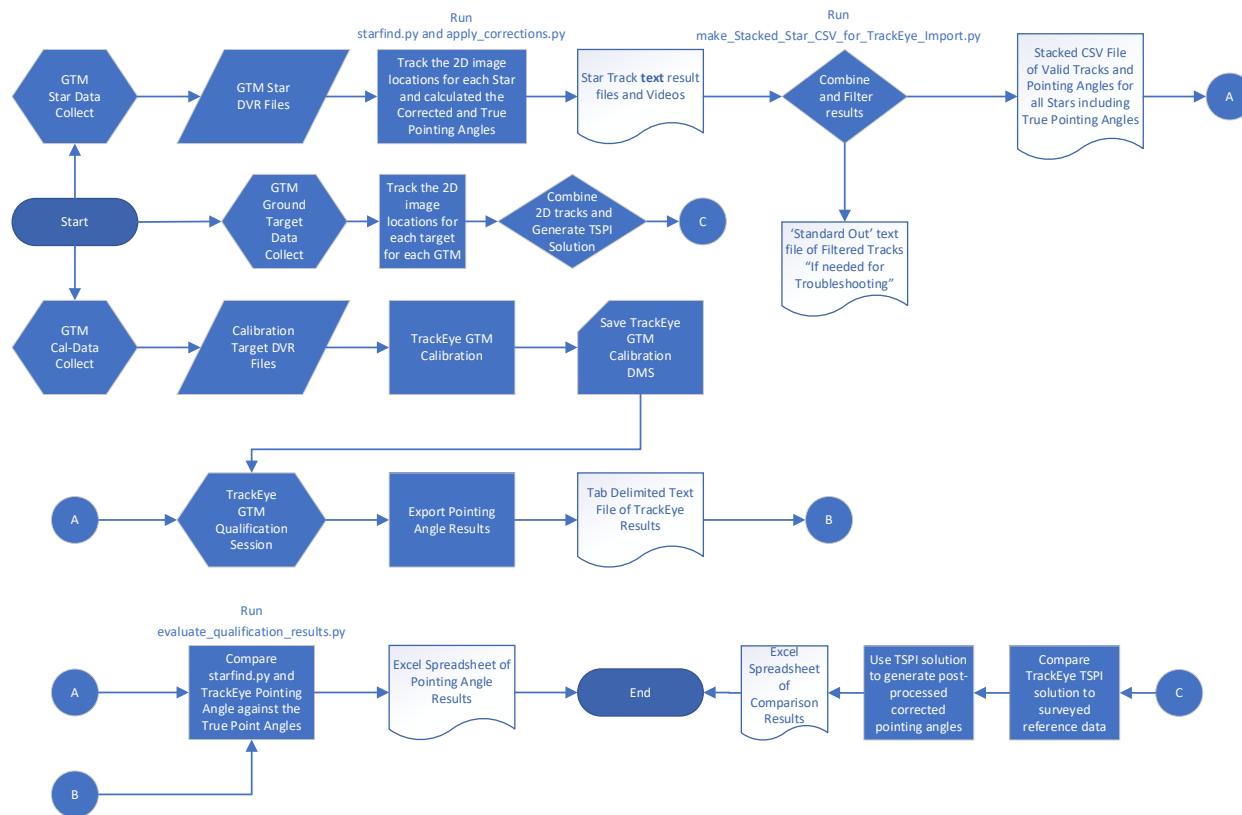 Run
starfind.py and apply_corrections.py
Run
make_Stacked_Star_CSV_for_TrackEye_Import.py
GTM
Star Data
Collect
GTM Star
DVR Files
Track the 2D image
locations for each Star
and calculated the
Corrected and True
Pointing Angles
Star Track text result
files and Videos
Combine
and Filter
results
Stacked CSV File
of Valid Tracks and
Pointing Angles for
all Stars including
True Pointing Angles
A
Start
GTM
Ground
Target
Data
Collect
Track the 2D
image
locations for
each target
for each GTM
Combine
2D tracks and
Generate TSPI
Solution
C
‘Standard Out’ text
file of Filtered Tracks
“If needed for
Troubleshooting”
GTM
Cal-Data
Collect
Calibration
Target DVR
Files
TrackEye GTM
Calibration
Save TrackEye
GTM
Calibration
DMS
A
TrackEye
GTM
Qualification
Session
Export Pointing
Angle Results
Tab Delimited Text
File of TrackEye
Results
B
Run
evaluate_qualification_results.py
A
Compare
starfind.py and
TrackEye Pointing
Angle against the
True Point Angles
Excel Spreadsheet of
Pointing Angle
Results
End
Excel
Spreadsheet
of
Comparison
Results
Use TSPI solution
to generate post-
processed
corrected
pointing angles
Compare
TrackEye TSPI
solution to
surveyed
reference data
C
B